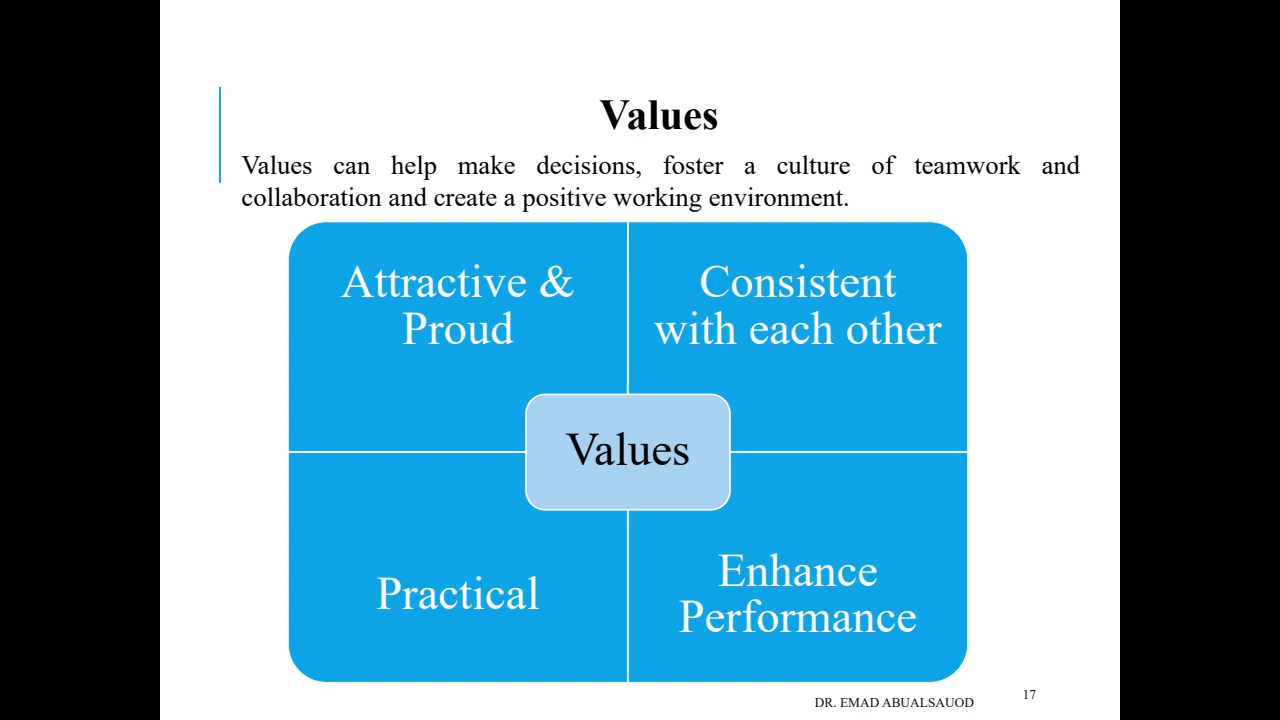 Values
Values can help make decisions, foster a culture of teamwork and
collaboration and create a positive working environment.
Attractive &
Proud
Consistent
with each other
Values
Practical
Enhance
Performance
DR. EMAD ABUALSAUOD
17